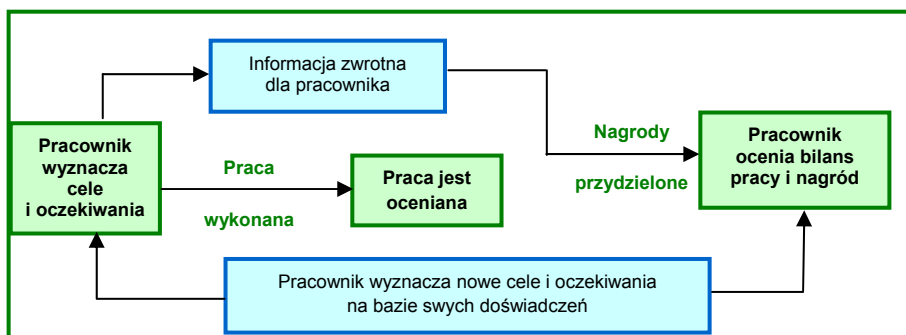 Informacja zwrotna
dla pracownika
Pracownik
wyznacza
cele
i oczekiwania
Praca
wykonana
Praca jest
oceniana
Nagrody
przydzielone
Pracownik
ocenia bilans
pracy i nagród
Pracownik wyznacza nowe cele i oczekiwania
na bazie swych doświadczeń